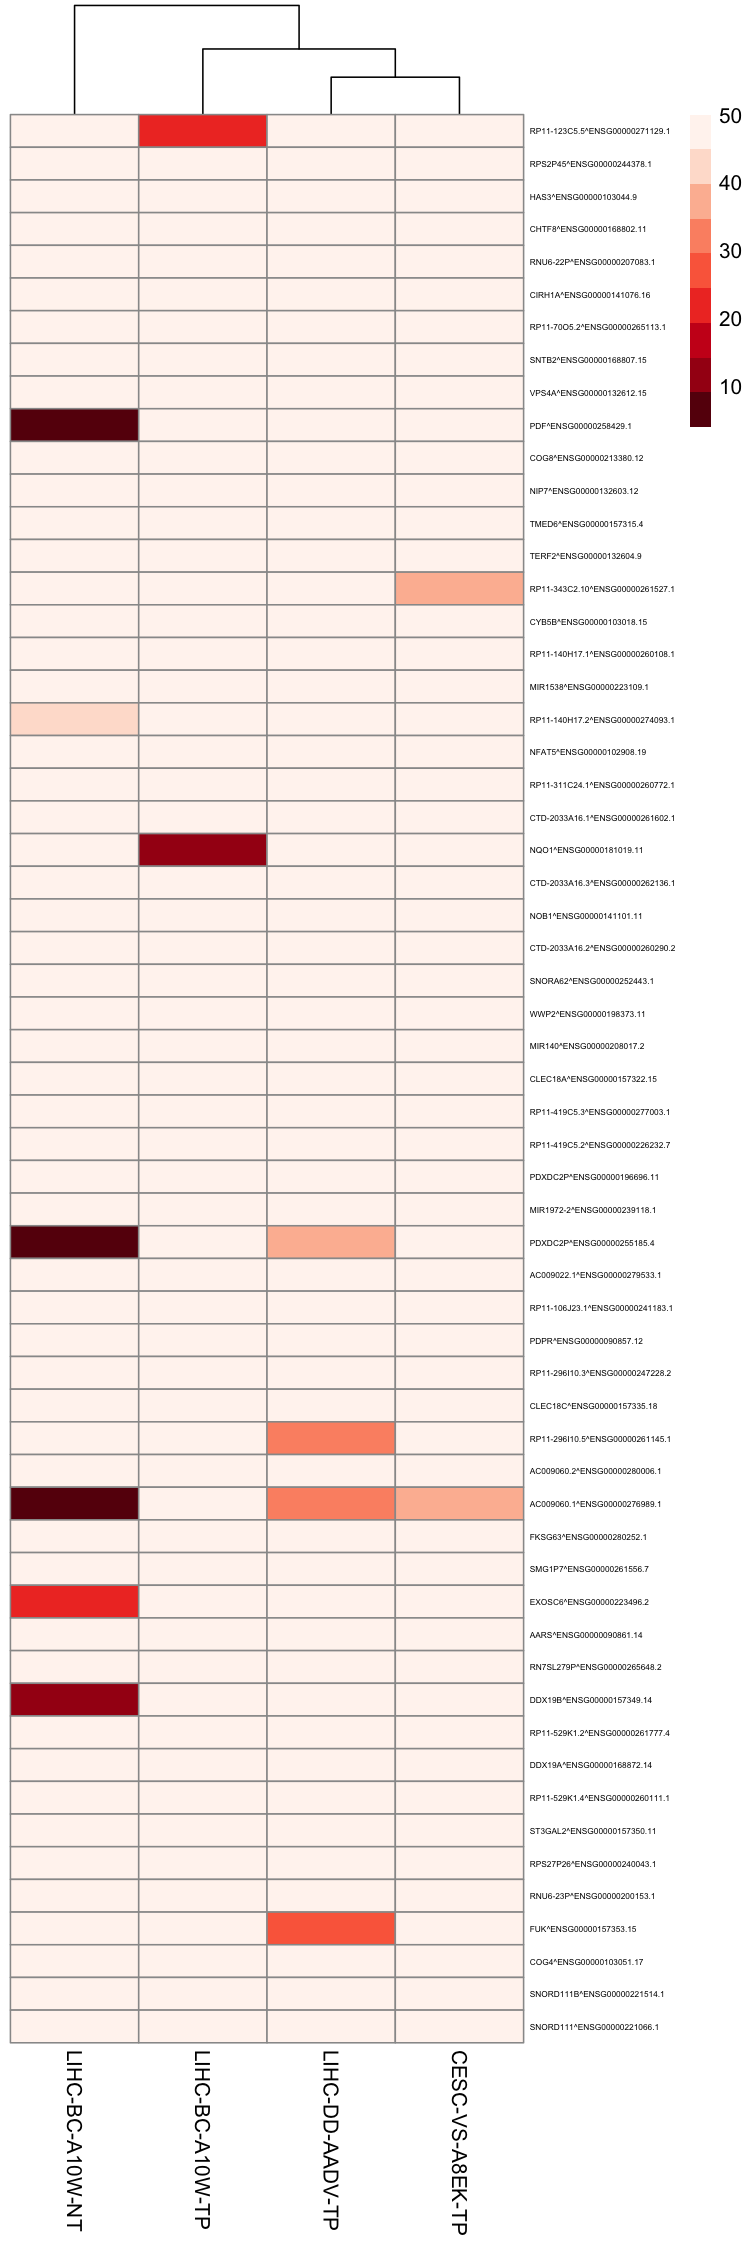 50
40
30
20
10
RP11-123C5.5^ENSG00000271129.1
RPS2P45^ENSG00000244378.1
HAS3^ENSG00000103044.9
CHTF8^ENSG00000168802.11
RNU6-22P^ENSG00000207083.1
CIRH1A^ENSG00000141076.16
RP11-70O5.2^ENSG00000265113.1
SNTB2^ENSG00000168807.15
VPS4A^ENSG00000132612.15
PDF^ENSG00000258429.1
COG8^ENSG00000213380.12
NIP7^ENSG00000132603.12
TMED6^ENSG00000157315.4
TERF2^ENSG00000132604.9
RP11-343C2.10^ENSG00000261527.1
CYB5B^ENSG00000103018.15
RP11-140H17.1^ENSG00000260108.1
MIR1538^ENSG00000223109.1
RP11-140H17.2^ENSG00000274093.1
NFAT5^ENSG00000102908.19
RP11-311C24.1^ENSG00000260772.1
CTD-2033A16.1^ENSG00000261602.1
NQO1^ENSG00000181019.11
CTD-2033A16.3^ENSG00000262136.1
NOB1^ENSG00000141101.11
CTD-2033A16.2^ENSG00000260290.2
SNORA62^ENSG00000252443.1
WWP2^ENSG00000198373.11
MIR140^ENSG00000208017.2
CLEC18A^ENSG00000157322.15
RP11-419C5.3^ENSG00000277003.1
RP11-419C5.2^ENSG00000226232.7
PDXDC2P^ENSG00000196696.11
MIR1972-2^ENSG00000239118.1
PDXDC2P^ENSG00000255185.4
AC009022.1^ENSG00000279533.1
RP11-106J23.1^ENSG00000241183.1
PDPR^ENSG00000090857.12
RP11-296I10.3^ENSG00000247228.2
CLEC18C^ENSG00000157335.18
RP11-296I10.5^ENSG00000261145.1
AC009060.2^ENSG00000280006.1
AC009060.1^ENSG00000276989.1
FKSG63^ENSG00000280252.1
SMG1P7^ENSG00000261556.7
EXOSC6^ENSG00000223496.2
AARS^ENSG00000090861.14
RN7SL279P^ENSG00000265648.2
DDX19B^ENSG00000157349.14
RP11-529K1.2^ENSG00000261777.4
DDX19A^ENSG00000168872.14
RP11-529K1.4^ENSG00000260111.1
ST3GAL2^ENSG00000157350.11
RPS27P26^ENSG00000240043.1
RNU6-23P^ENSG00000200153.1
FUK^ENSG00000157353.15
COG4^ENSG00000103051.17
SNORD111B^ENSG00000221514.1
SNORD111^ENSG00000221066.1
LIHC-BC-A10W-NT
LIHC-BC-A10W-TP
LIHC-DD-AADV-TP
CESC-VS-A8EK-TP